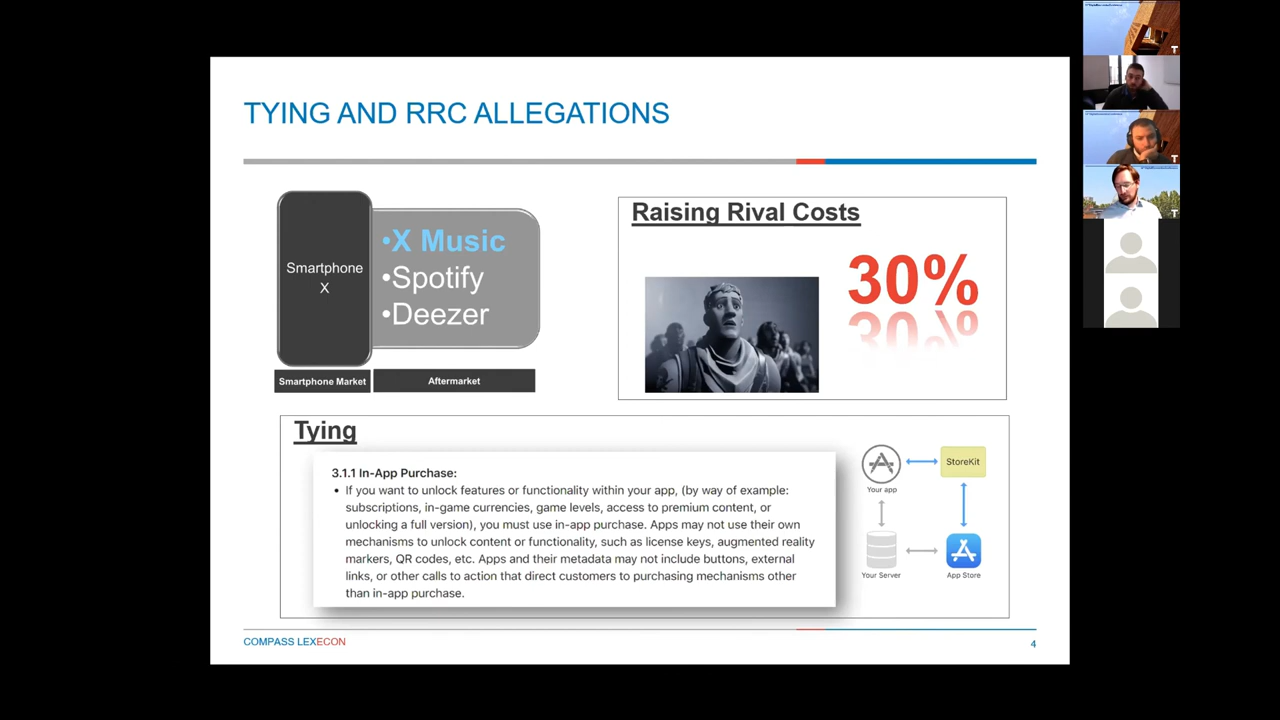 TYING AND RRC ALLEGATIONS
Smartphone
X
•X Music
•Spotify
•Deezer
Smartphone Market
Aftermarket
Raising Rival Costs
30%
Tying
3.1.1 In-App Purchase:
• If you want to unlock features or functionality within your app, (by way of example:
subscriptions, in-game currencies, game levels, access to premium content, or
unlocking a full version), you must use in-app purchase. Apps may not use their own
mechanisms to unlock content or functionality, such as license keys, augmented reality
markers, QR codes, etc. Apps and their metadata may not include buttons, external
links, or other calls to action that direct customers to purchasing mechanisms other
than in-app purchase.
Your app
StoreKit
Your Server
App Store
COMPASS LEXECON
4